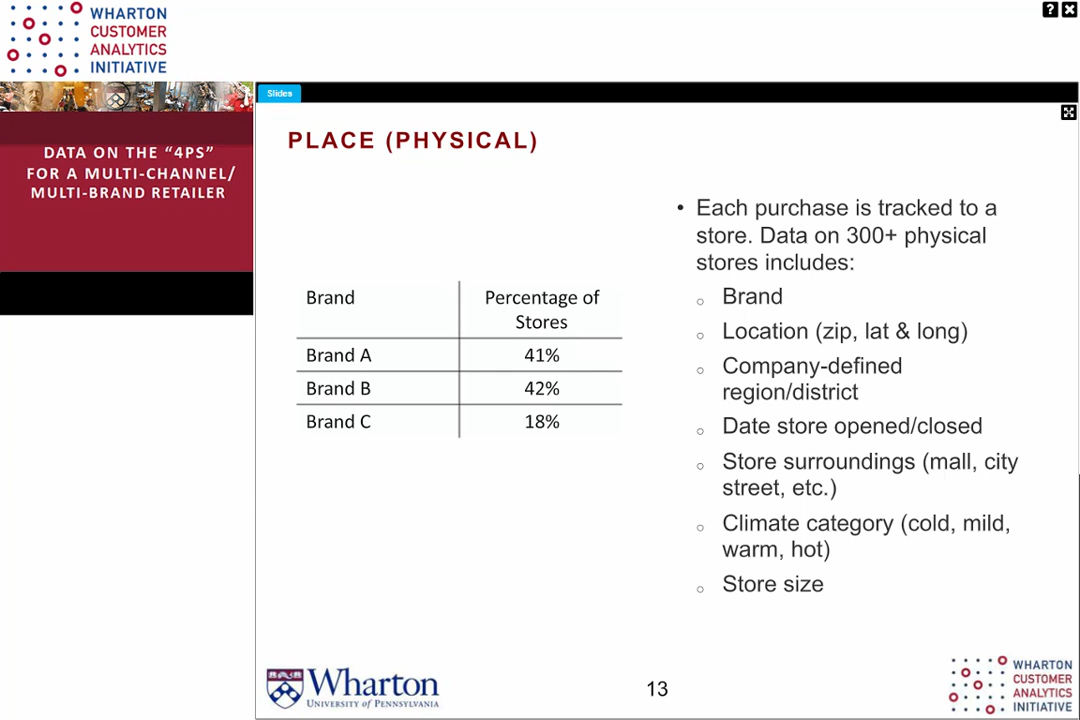 WHARTON
CUSTOMER
ANALYTICS
INITIATIVE
?
Slides
DATA ON THE “4PS”
FOR A MULTI-CHANNEL/
MULTI-BRAND RETAILER
PLACE (PHYSICAL)
Brand Percentage of
Stores
Brand A 41%
Brand B 42%
Brand C 18%
• Each purchase is tracked to a
store. Data on 300+ physical
stores includes:
o Brand
o Location (zip, lat & long)
o Company-defined
region/district
o Date store opened/closed
o Store surroundings (mall, city
street, etc.)
o Climate category (cold, mild,
warm, hot)
o Store size
Wharton
UNIVERSITY OF PENNSYLVANIA
13
WHARTON
CUSTOMER
ANALYTICS
INITIATIVE